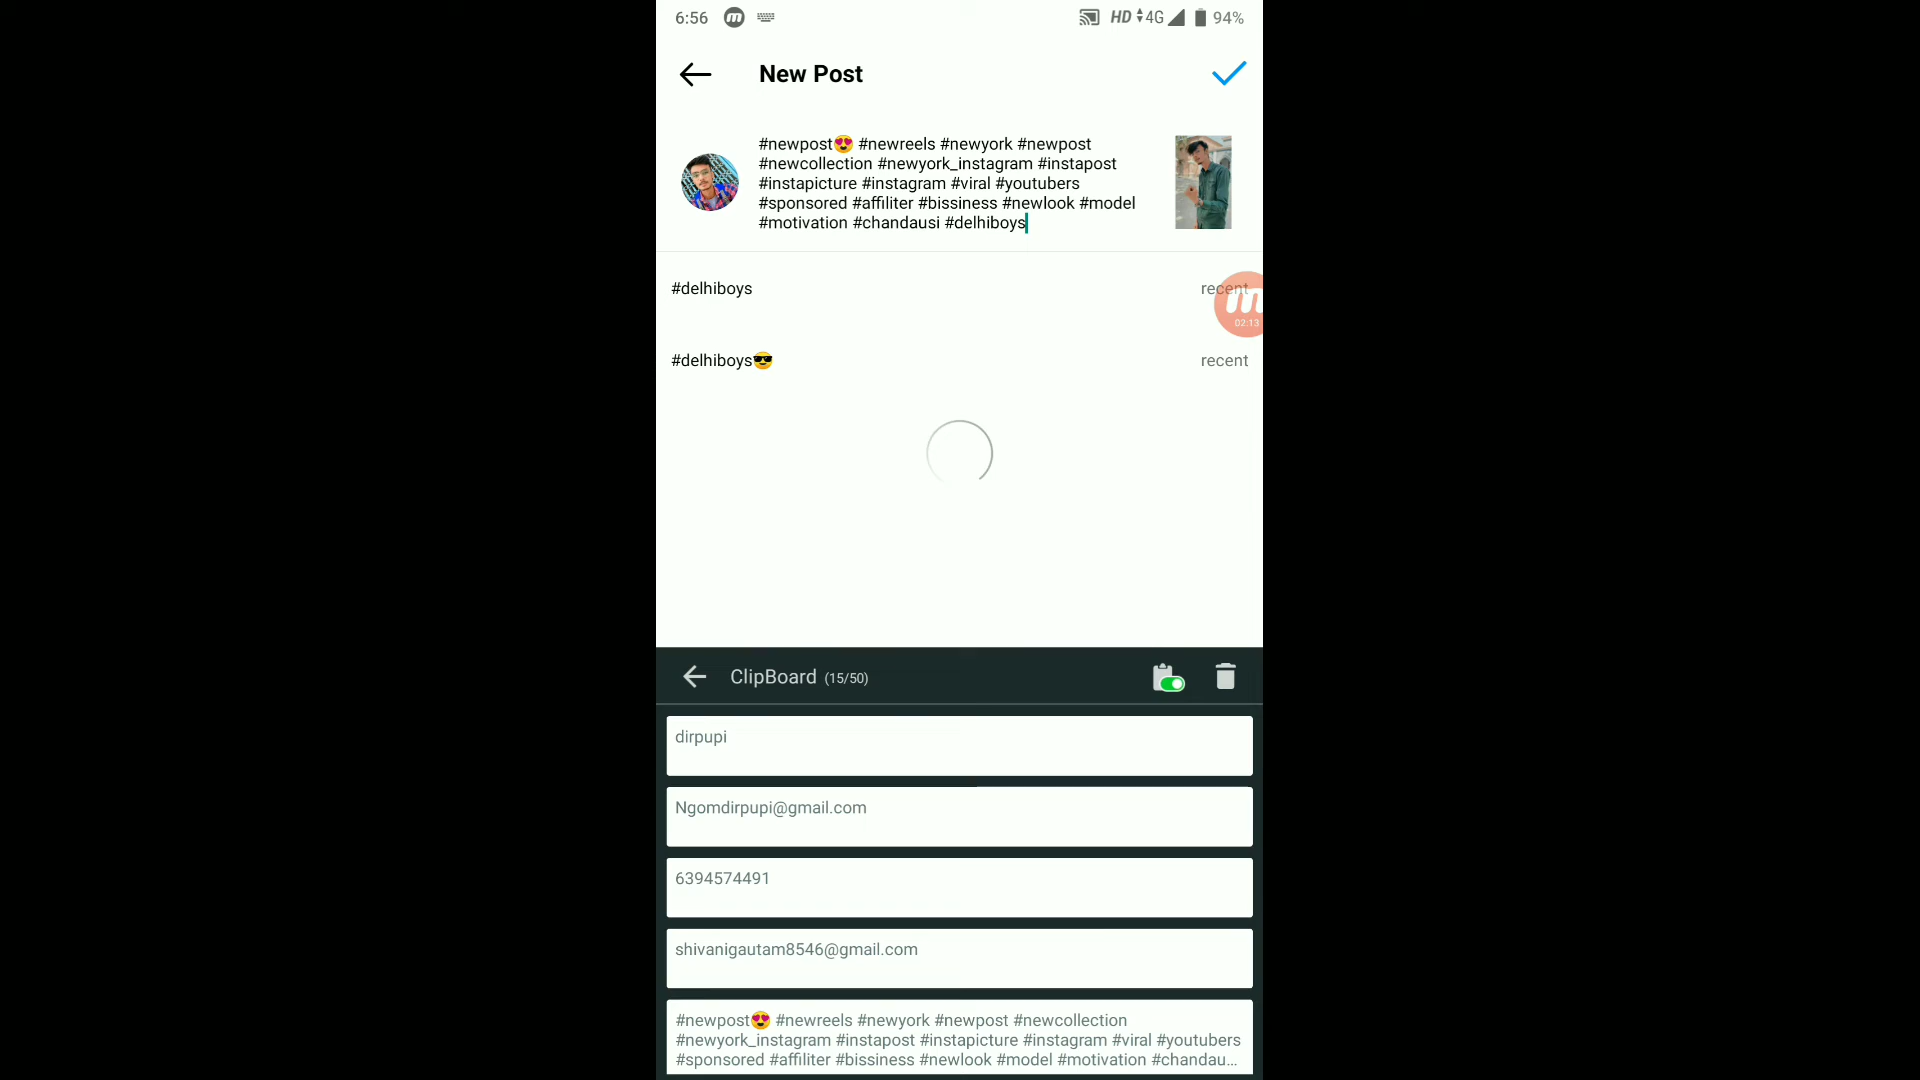 6:56
HD 4G 94%
New Post
#newpost😍 #newreels #newyork #newpost
#newcollection #newyork_instagram #instapost
#instapicture #instagram #viral #youtubers
#sponsored #affiliter #bissiness #newlook #model
#motivation #chandausi #delhiboys
#delhiboys recent
02:13
#delhiboys😎 recent
ClipBoard (15/50)
dirpupi
Ngomdirpupi@gmail.com
6394574491
shivanigautam8546@gmail.com
#newpost😍 #newreels #newyork #newpost #newcollection
#newyork_instagram #instapost #instapicture #instagram #viral #youtubers
#sponsored #affiliter #bissiness #newlook #model #motivation #chandau...